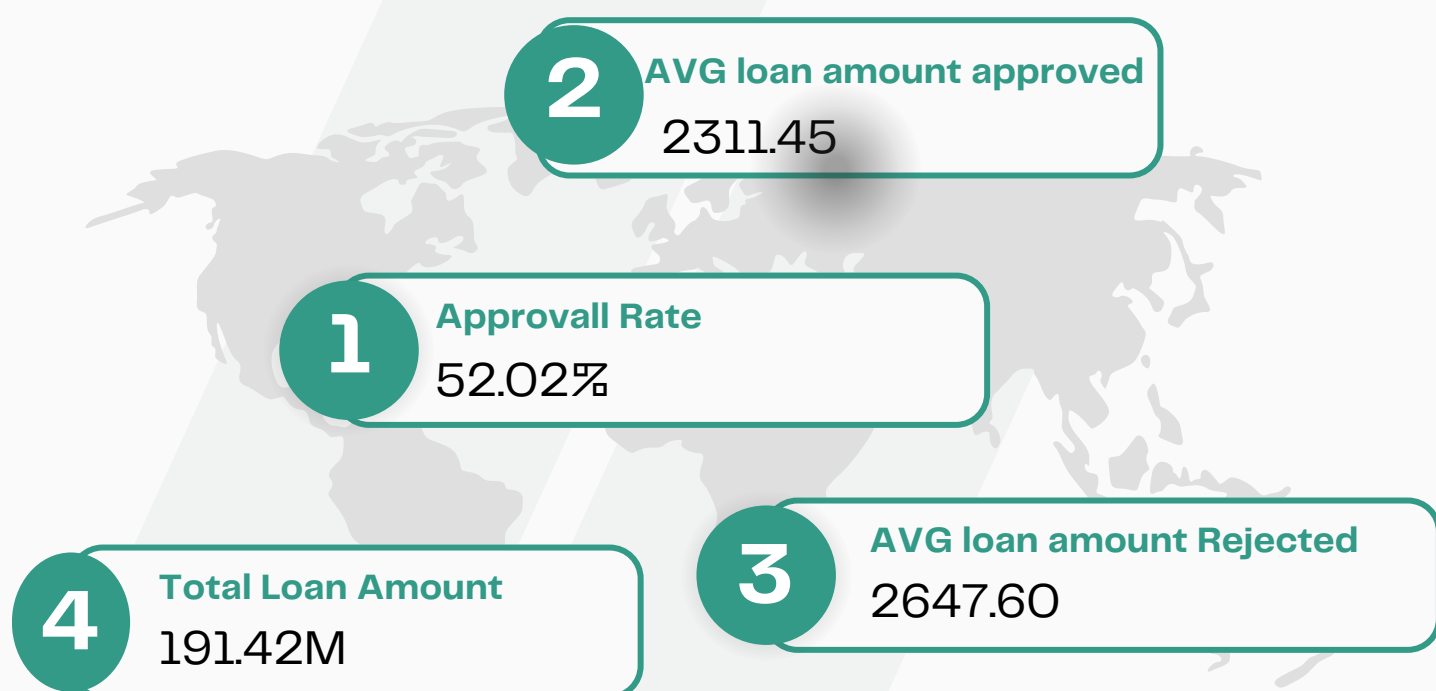 2
AVG loan amount approved
2311.45
1
Approvall Rate
52.02%
3
AVG loan amount Rejected
2647.60
4
Total Loan Amount
191.42M